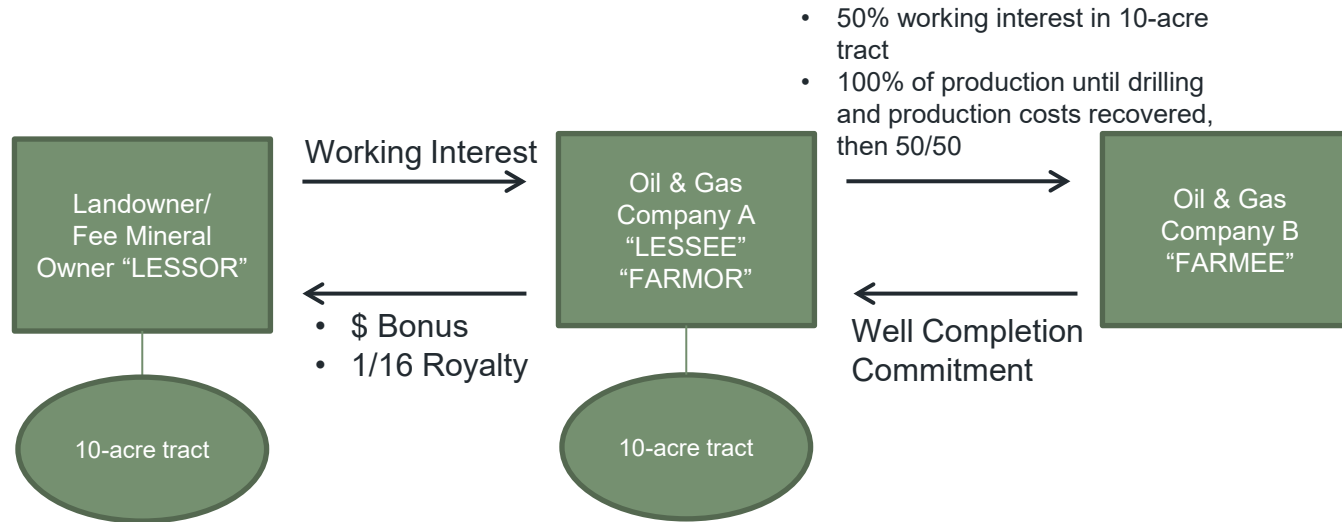 • 50% working interest in 10-acre
tract
• 100% of production until drilling
and production costs recovered,
then 50/50
Landowner/
Fee Mineral
Owner “LESSOR”
Working Interest
• $ Bonus
• 1/16 Royalty
Oil & Gas
Company A
“LESSEE”
“FARMOR”
Well Completion
Commitment
Oil & Gas
Company B
“FARMEE”
10-acre tract
10-acre tract